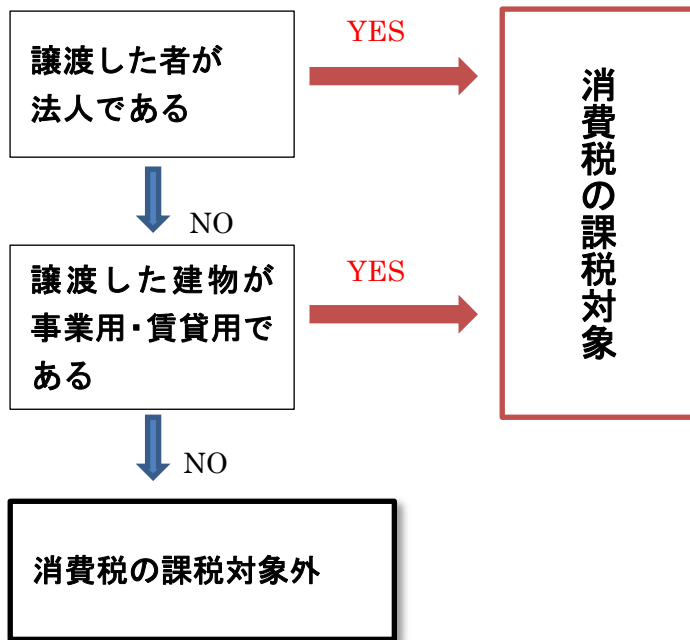 譲渡した者が
法人である
YES
NO
譲渡した建物が
事業用・賃貸用で
ある
YES
消費税の課税対象
NO
消費税の課税対象外